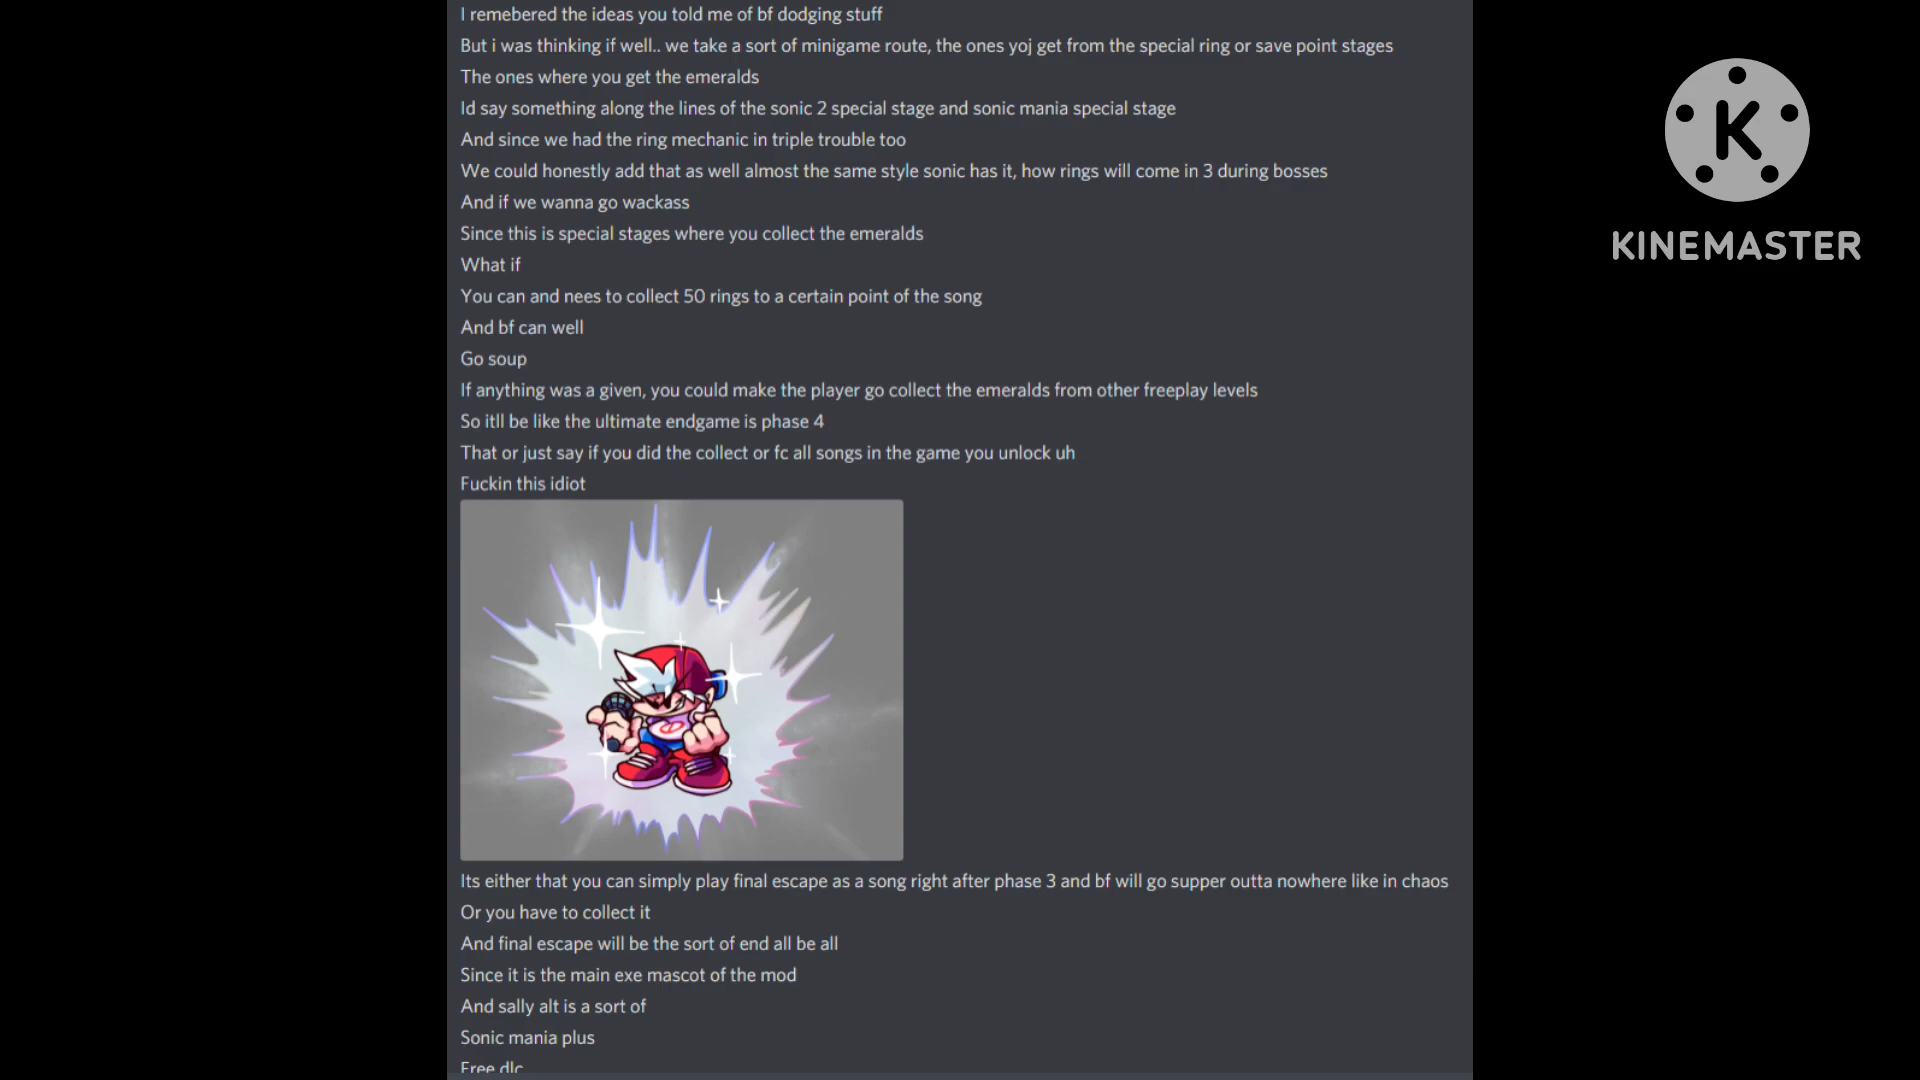 I remebered the ideas you told me of bf dodging stuff
But i was thinking if well.. we take a sort of minigame route, the ones yoj get from the special ring or save point stages
The ones where you get the emeralds
Id say something along the lines of the sonic 2 special stage and sonic mania special stage
And since we had the ring mechanic in triple trouble too
We could honestly add that as well almost the same style sonic has it, how rings will come in 3 during bosses
And if we wanna go wackass
Since this is special stages where you collect the emeralds
What if
You can and nees to collect 50 rings to a certain point of the song
And bf can well
Go soup
If anything was a given, you could make the player go collect the emeralds from other freeplay levels
So itll be like the ultimate endgame is phase 4
That or just say if you did the collect or fc all songs in the game you unlock uh
Fuckin this idiot
Its either that you can simply play final escape as a song right after phase 3 and bf will go supper outta nowhere like in chaos
Or you have to collect it
And final escape will be the sort of end all be all
Since it is the main exe mascot of the mod
And sally alt is a sort of
Sonic mania plus
Free dlc
K
KINEMASTER